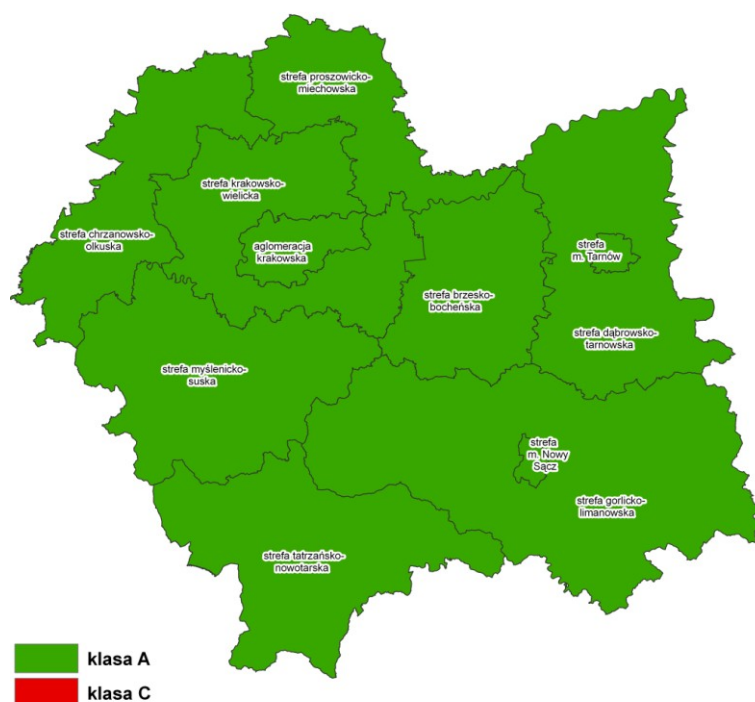 strefa proszowicko-
miechowska
strefa krakowsko-
wielicka
strefa chrzanowsko-
olkuska
aglomeracja
krakowska
strefa
m. Tarnów
strefa brzesko-
bocheńska
strefa dąbrowsko-
tarnowska
strefa myślenicko-
suska
strefa
m. Nowy
Sącz
strefa gorlicko-
limanowska
strefa tatrzańsko-
nowotarska
klasa A
klasa C